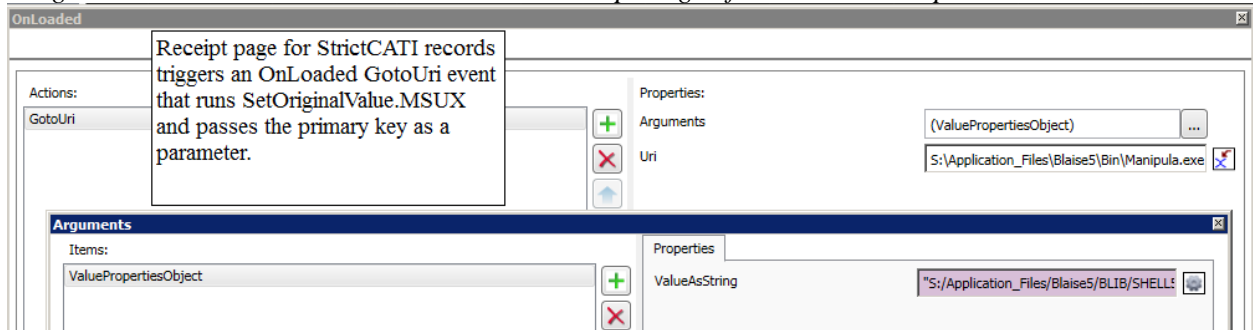 OnLoaded
Receipt page for StrictCATI records
triggers an OnLoaded GotoUri event
that runs SetOriginalValue.MSUX
and passes the primary key as a
parameter.
Actions:
GotoUri
Properties:
Arguments
(ValuePropertiesObject)
...
Uri
S:\Application_Files\Blaise5\Bin\Manipula.exe
Arguments
Items:
ValuePropertiesObject
Properties
ValueAsString
"S:/Application_Files/Blaise5/BLIB/SHELL